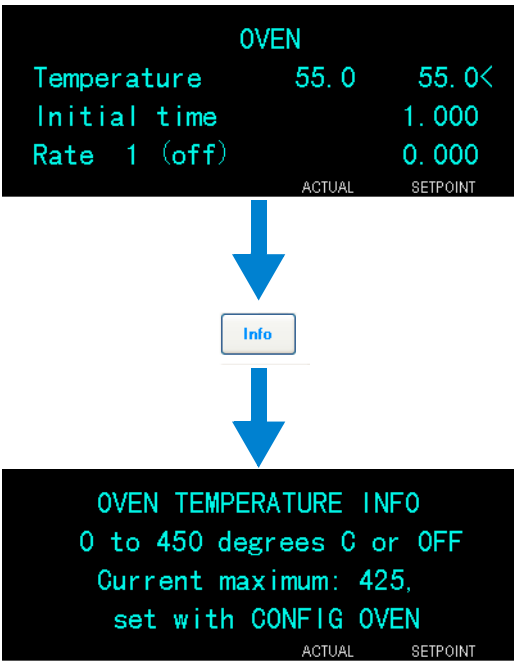 OVEN
Temperature 55.0 55.0<
Initial time 1.000
Rate 1 (off) 0.000
ACTUAL SETPOINT
Info
OVEN TEMPERATURE INFO
0 to 450 degrees C or OFF
Current maximum: 425,
set with CONFIG OVEN
ACTUAL SETPOINT